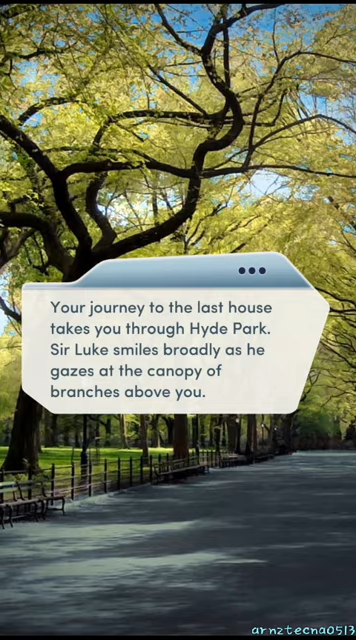 Your journey to the last house
takes you through Hyde Park.
Sir Luke smiles broadly as he
gazes at the canopy of
branches above you.
arnztecna0513